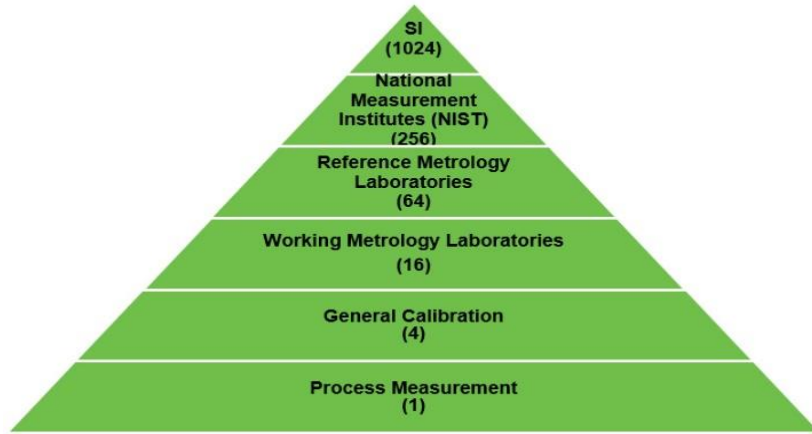 SI
(1024)
National
Measurement
Institutes (NIST)
(256)
Reference Metrology
Laboratories
(64)
Working Metrology Laboratories
(16)
General Calibration
(4)
Process Measurement
(1)